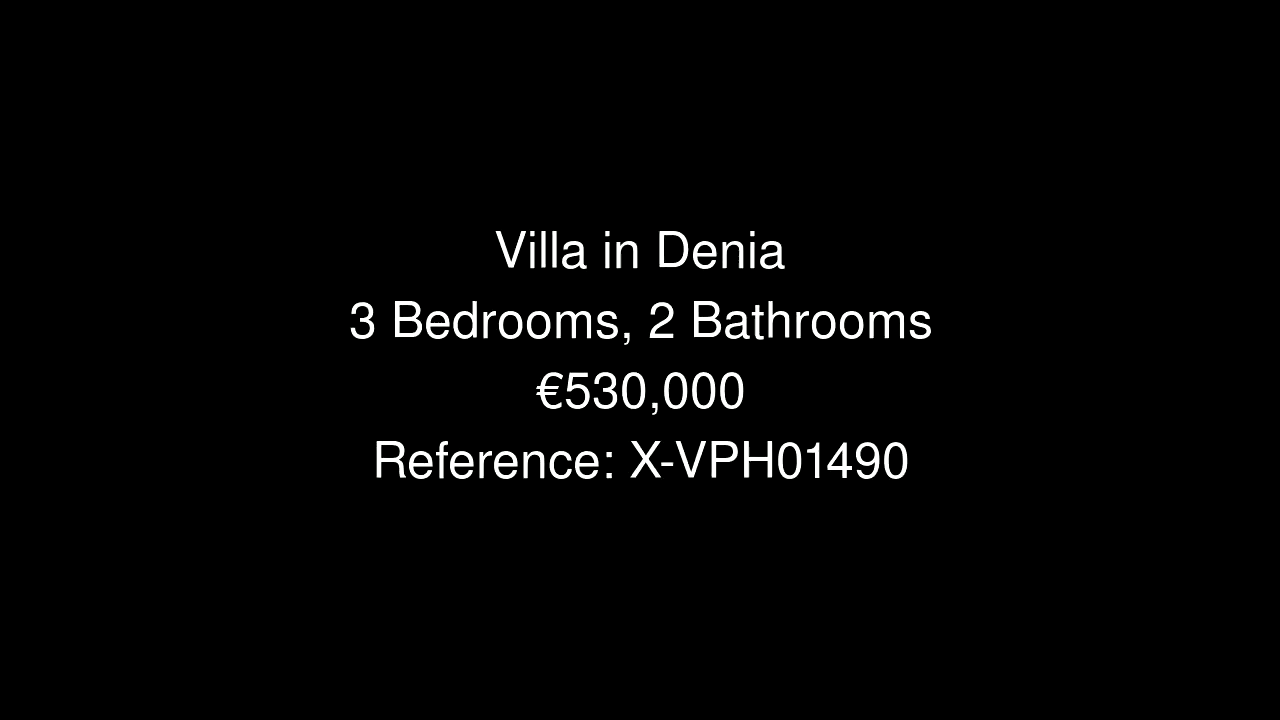 Villa in Denia
3 Bedrooms, 2 Bathrooms
€530,000
Reference: X-VPH01490